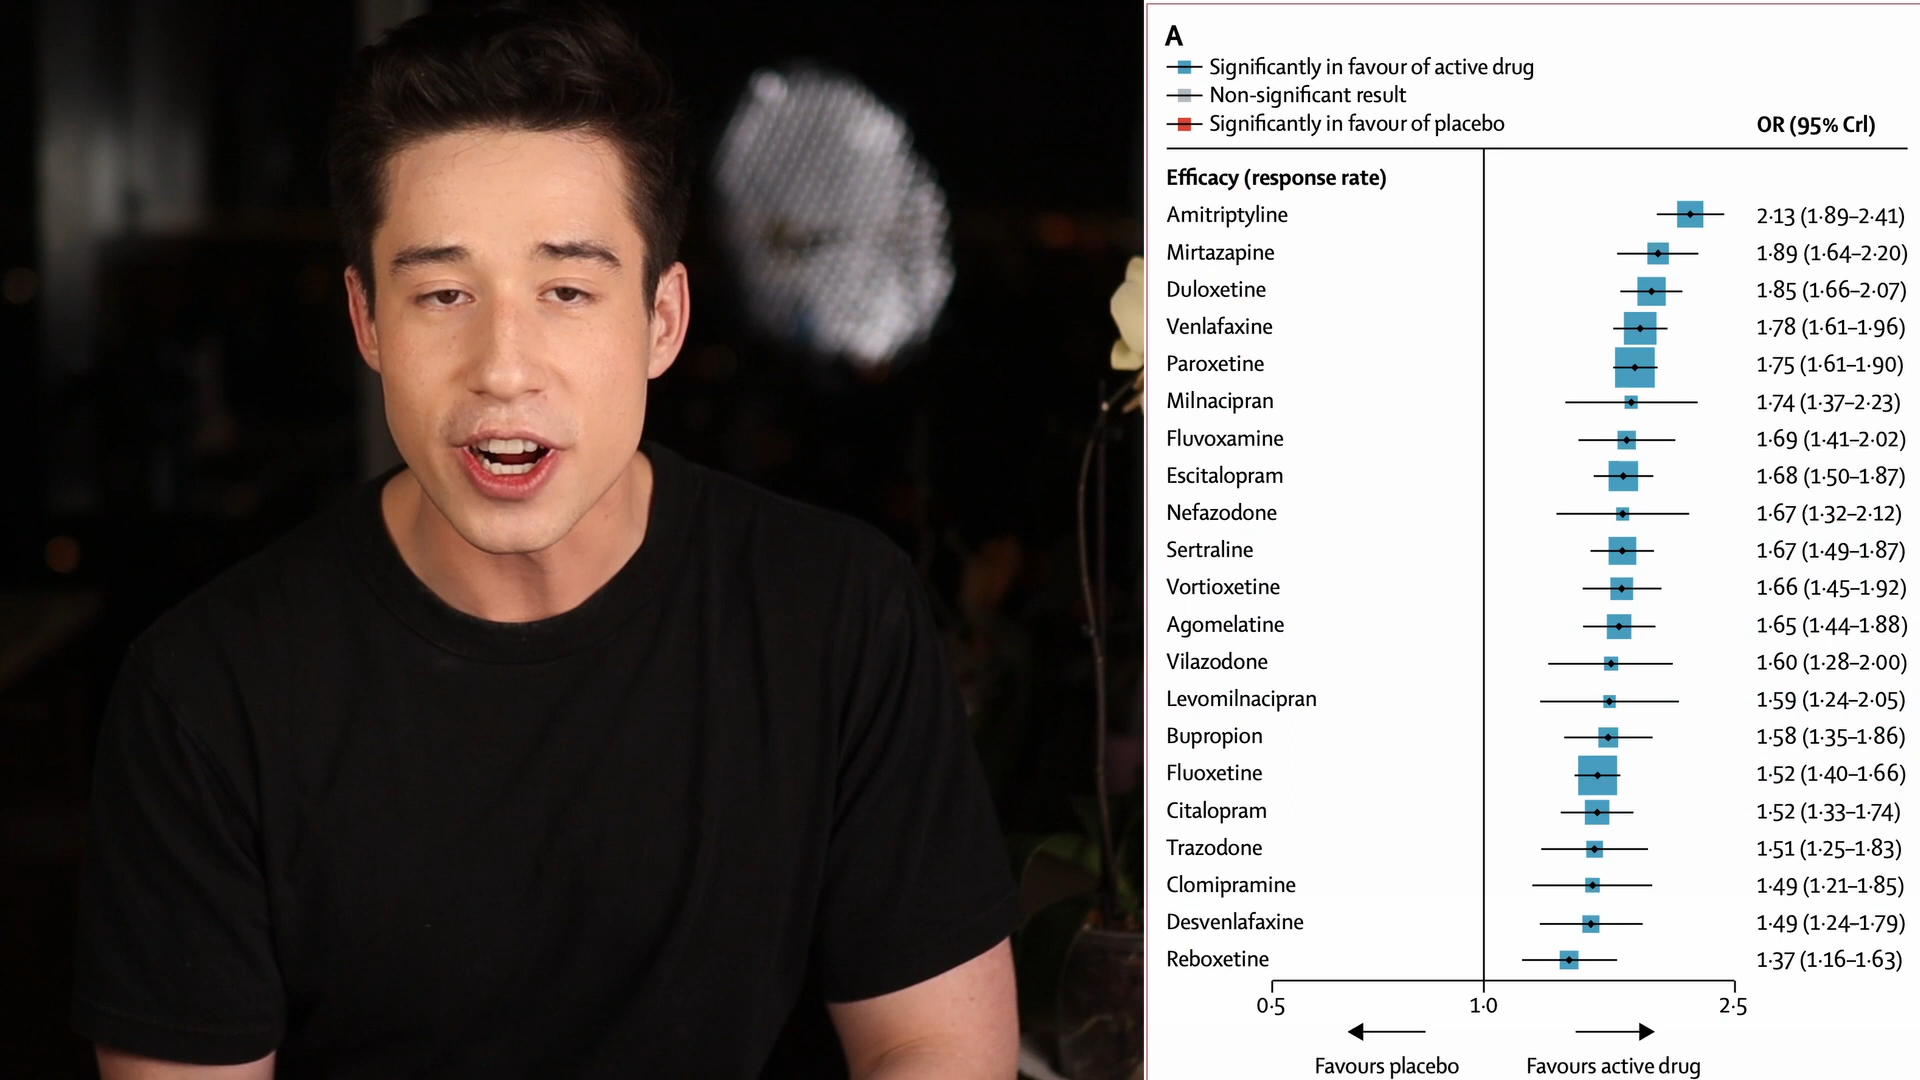 A
Significantly in favour of active drug
Non-significant result
Significantly in favour of placebo
OR (95% Crl)
Efficacy (response rate)
Amitriptyline 2·13 (1·89–2·41)
Mirtazapine 1·89 (1·64–2·20)
Duloxetine 1·85 (1·66–2·07)
Venlafaxine 1·78 (1·61–1·96)
Paroxetine 1·75 (1·61–1·90)
Milnacipran 1·74 (1·37–2·23)
Fluvoxamine 1·69 (1·41–2·02)
Escitalopram 1·68 (1·50–1·87)
Nefazodone 1·67 (1·32–2·12)
Sertraline 1·67 (1·49–1·87)
Vortioxetine 1·66 (1·45–1·92)
Agomelatine 1·65 (1·44–1·88)
Vilazodone 1·60 (1·28–2·00)
Levomilnacipran 1·59 (1·24–2·05)
Bupropion 1·58 (1·35–1·86)
Fluoxetine 1·52 (1·40–1·66)
Citalopram 1·52 (1·33–1·74)
Trazodone 1·51 (1·25–1·83)
Clomipramine 1·49 (1·21–1·85)
Desvenlafaxine 1·49 (1·24–1·79)
Reboxetine 1·37 (1·16–1·63)
0·5 1·0 2·5
Favours placebo Favours active drug